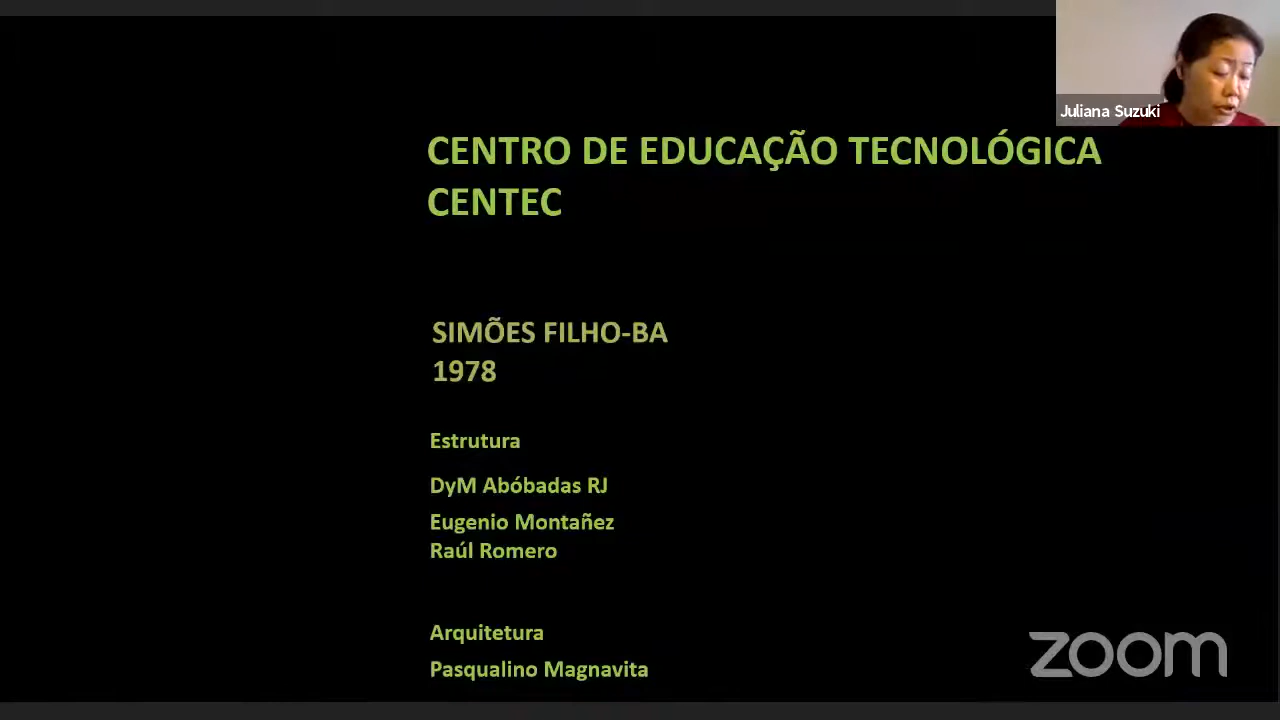 Juliana Suzuki
CENTRO DE EDUCAÇÃO TECNOLÓGICA
CENTEC
SIMÕES FILHO-BA
1978
Estrutura
DyM Abóbadas RJ
Eugenio Montañez
Raúl Romero
Arquitetura
Pasqualino Magnavita
zoom